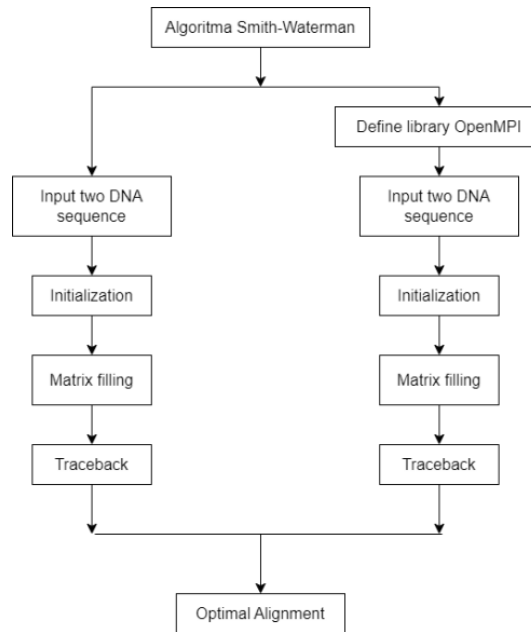 Algoritma Smith-Waterman
Define library OpenMPI
Input two DNA
sequence
Input two DNA
sequence
Initialization
Initialization
Matrix filling
Matrix filling
Traceback
Traceback
Optimal Alignment